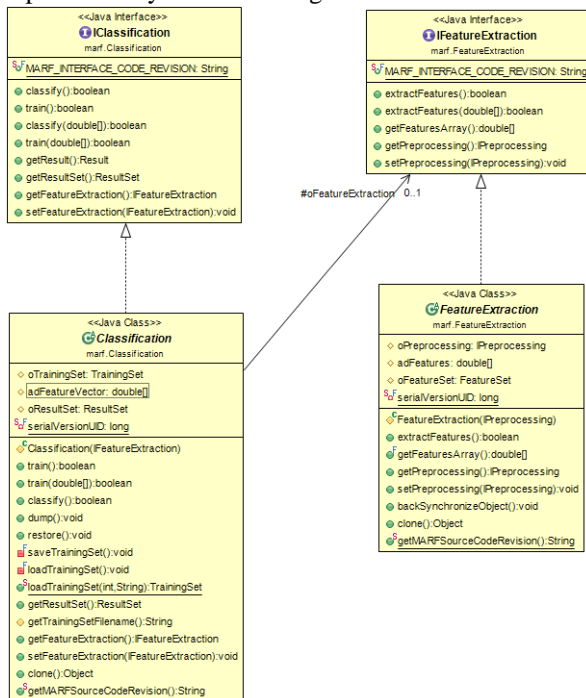 <<Java Interface>>
IClassification
marf.Classification
MARF_INTERFACE_CODE_REVISION: String
classify():boolean
train():boolean
classify(double[]):boolean
train(double[]):boolean
getResult():Result
getResultSet():ResultSet
getFeatureExtraction():IFeatureExtraction
setFeatureExtraction(IFeatureExtraction):void
<<Java Interface>>
IFeatureExtraction
marf.FeatureExtraction
MARF_INTERFACE_CODE_REVISION: String
extractFeatures():boolean
extractFeatures(double[]):boolean
getFeaturesArray():double[]
getPreprocessing():IPreprocessing
setPreprocessing(IPreprocessing):void
#oFeatureExtraction 0..1
<<Java Class>>
Classification
marf.Classification
oTrainingSet: TrainingSet
adFeatureVector: double[]
oResultSet: ResultSet
serialVersionUID: long
Classification(IFeatureExtraction)
train():boolean
train(double[]):boolean
classify():boolean
dump():void
restore():void
saveTrainingSet():void
loadTrainingSet():void
loadTrainingSet(int,String):TrainingSet
getResultSet():ResultSet
getTrainingSetFilename():String
getFeatureExtraction():IFeatureExtraction
setFeatureExtraction(IFeatureExtraction):void
clone():Object
getMARFSourceCodeRevision():String
<<Java Class>>
FeatureExtraction
marf.FeatureExtraction
oPreprocessing: IPreprocessing
adFeatures: double[]
oFeatureSet: FeatureSet
serialVersionUID: long
FeatureExtraction(IPreprocessing)
extractFeatures():boolean
getFeaturesArray():double[]
getPreprocessing():IPreprocessing
setPreprocessing(IPreprocessing):void
backSynchronizeObject():void
clone():Object
getMARFSourceCodeRevision():String